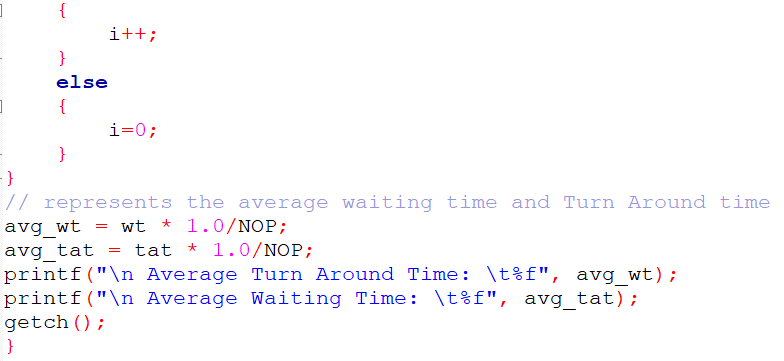 {
i++;
}
else
{
i=0;
}
}
// represents the average waiting time and Turn Around time
avg_wt = wt * 1.0/NOP;
avg_tat = tat * 1.0/NOP;
printf("\n Average Turn Around Time: \t%f", avg_wt);
printf("\n Average Waiting Time: \t%f", avg_tat);
getch();
}